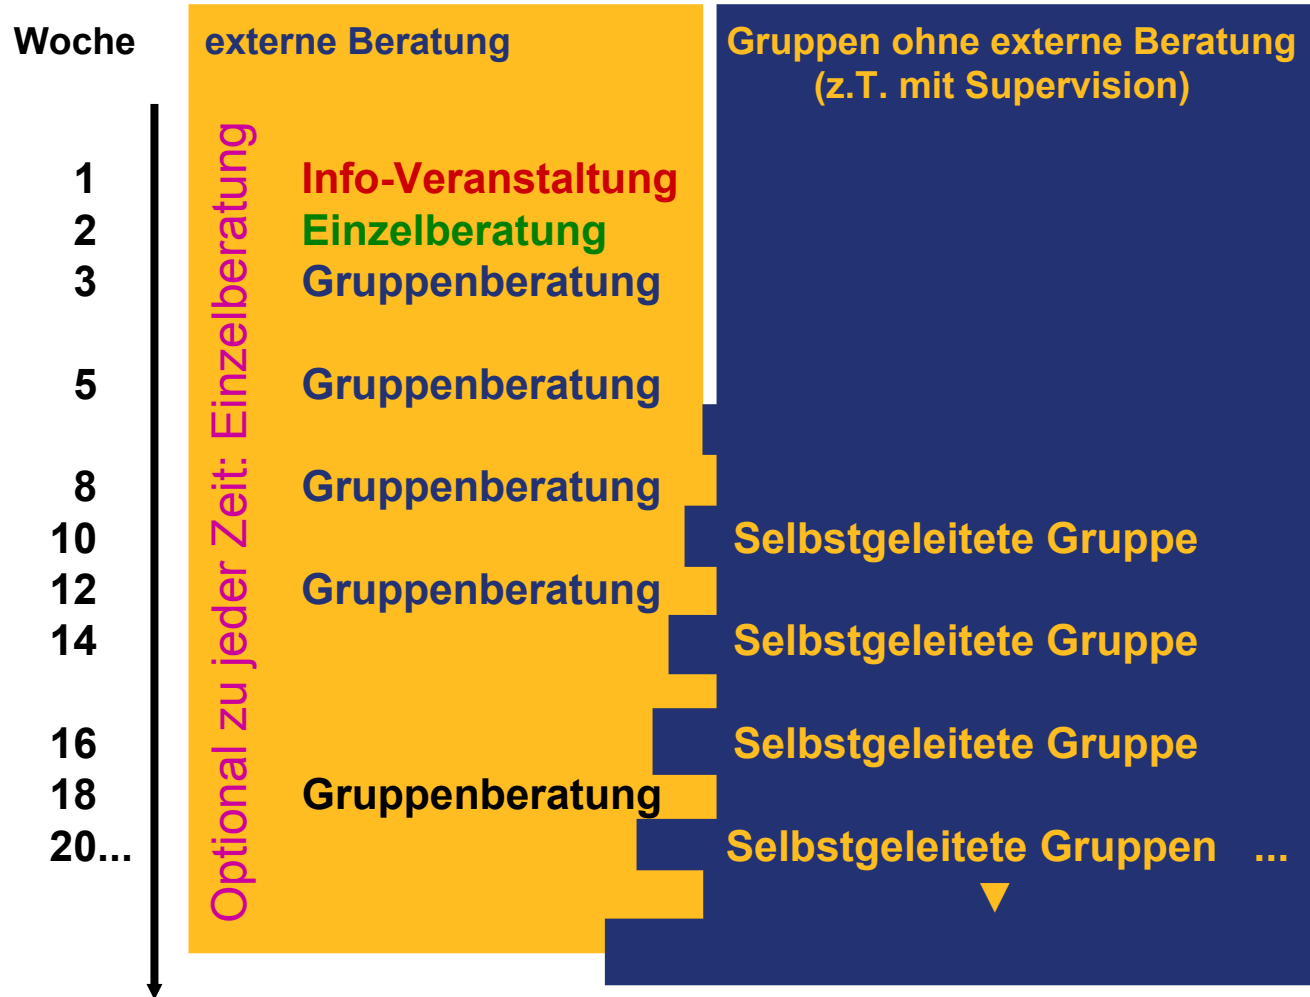 Woche externe Beratung Gruppen ohne externe Beratung
(z.T. mit Supervision)
Optional zu jeder Zeit: Einzelberatung
1 Info-Veranstaltung
2 Einzelberatung
3 Gruppenberatung
5 Gruppenberatung
8 Gruppenberatung
10 Selbstgeleitete Gruppe
12 Gruppenberatung
14 Selbstgeleitete Gruppe
16 Selbstgeleitete Gruppe
18 Gruppenberatung
20... Selbstgeleitete Gruppen ...